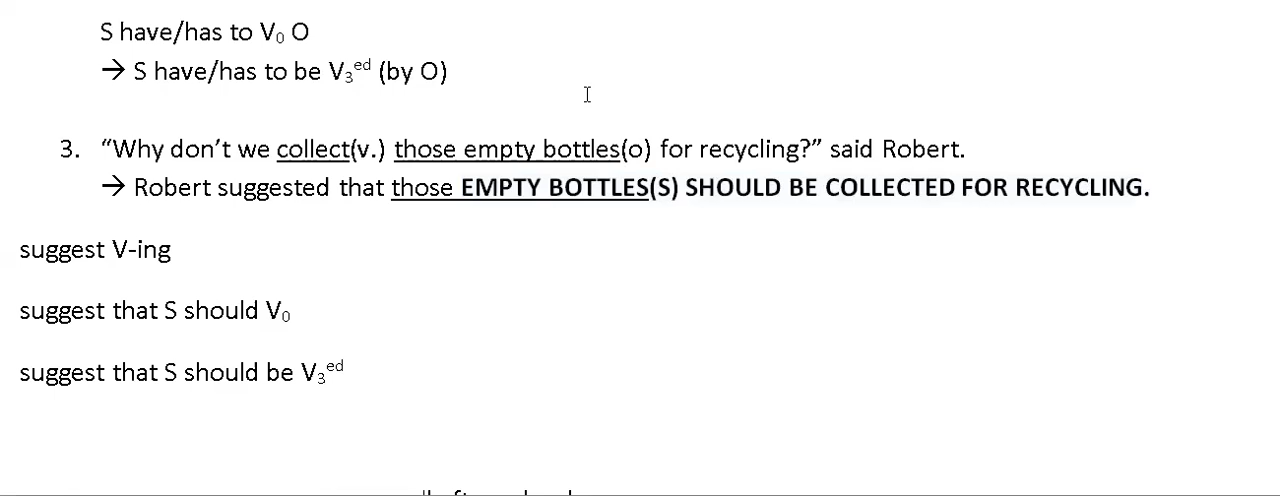 S have/has to V₀ O
→ S have/has to be V₃ᵉᵈ (by O)
3. “Why don’t we collect(v.) those empty bottles(o) for recycling?” said Robert.
→ Robert suggested that those EMPTY BOTTLES(S) SHOULD BE COLLECTED FOR RECYCLING.
suggest V-ing
suggest that S should V₀
suggest that S should be V₃ᵉᵈ